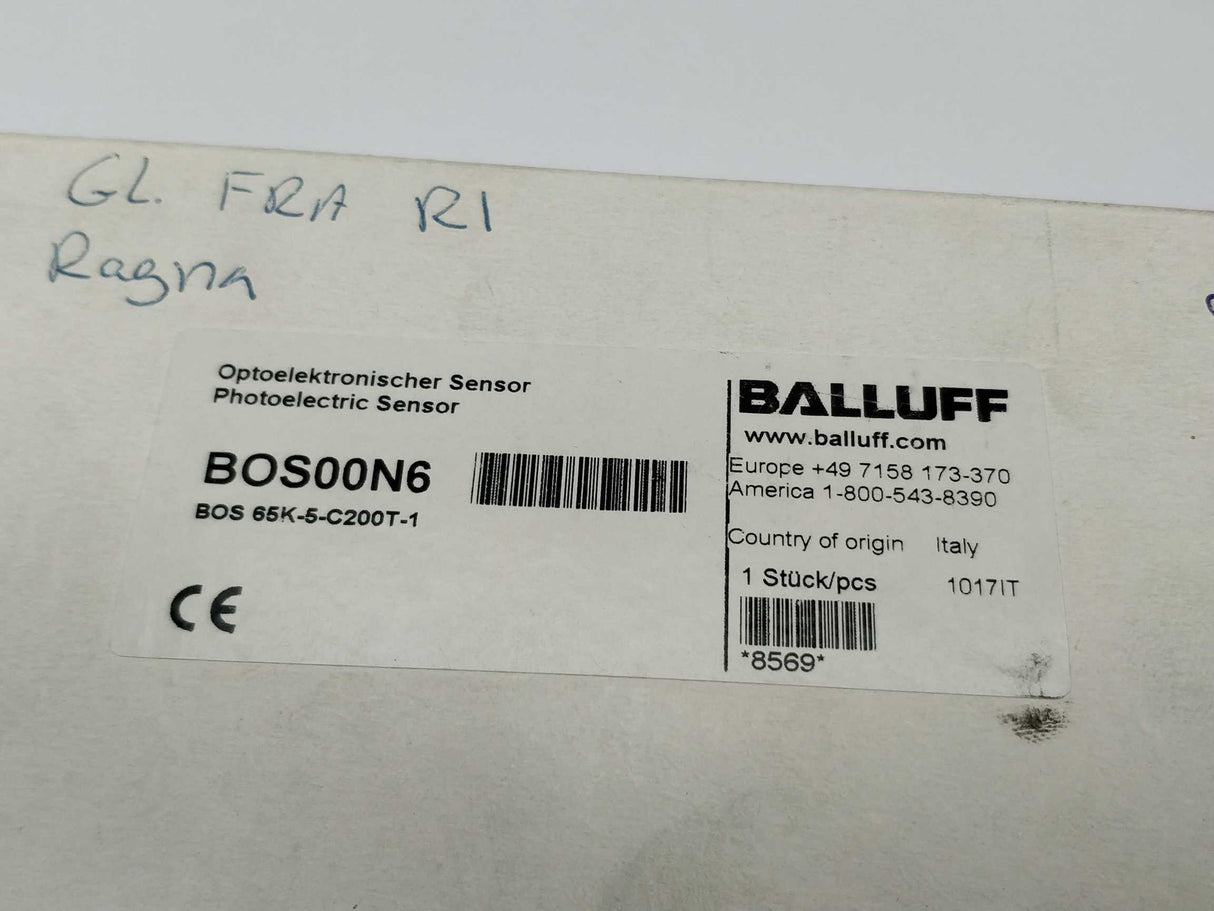 GL. FRA RI
Ragna
Optoelektronischer Sensor
Photoelectric Sensor
BOS00N6
BOS 65K-5-C200T-1
CE
BALLUFF
www.balluff.com
Europe +49 7158 173-370
America 1-800-543-8390
Country of origin Italy
1 Stück/pcs 1017IT
*8569*